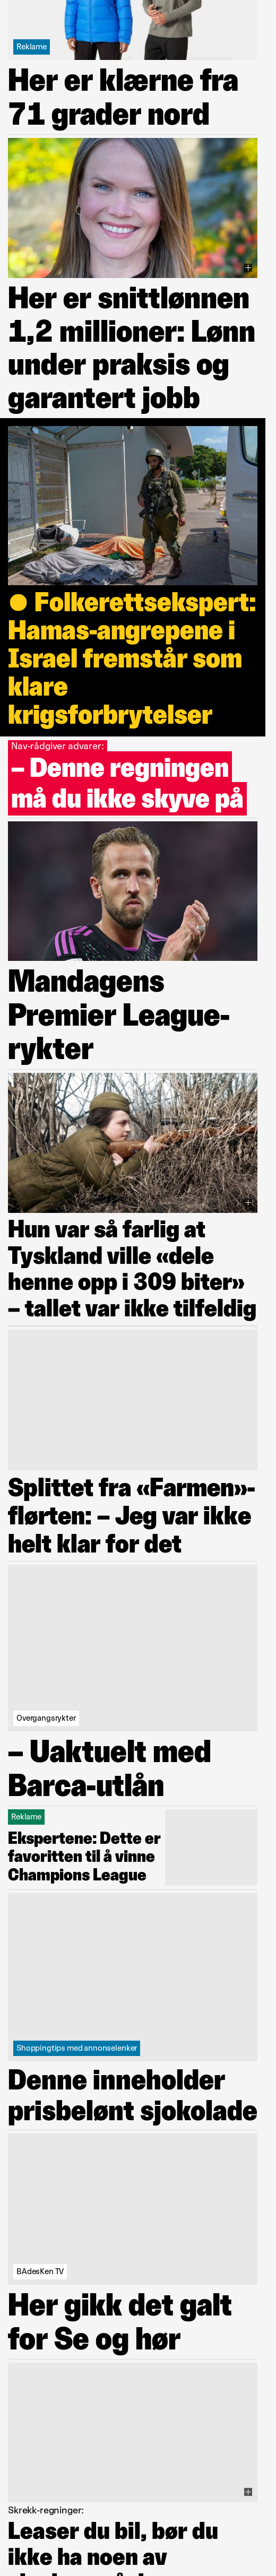 Reklame
Her er klærne fra
71 grader nord
Her er snittlønnen
1,2 millioner: Lønn
under praksis og
garantert jobb
● Folkerettsekspert:
Hamas-angrepene i
Israel fremstår som
klare
krigsforbrytelser
Nav-rådgiver advarer:
– Denne regningen
må du ikke skyve på
Mandagens
Premier League-
rykter
Hun var så farlig at
Tyskland ville «dele
henne opp i 309 biter»
– tallet var ikke tilfeldig
Splittet fra «Farmen»-
flørten: – Jeg var ikke
helt klar for det
Overgangsrykter
– Uaktuelt med
Barca-utlån
Reklame
Ekspertene: Dette er
favoritten til å vinne
Champions League
Shoppingtips med annonselenker
Denne inneholder
prisbelønt sjokolade
BAdesKen TV
Her gikk det galt
for Se og hør
Skrekk-regninger:
Leaser du bil, bør du
ikke ha noen av